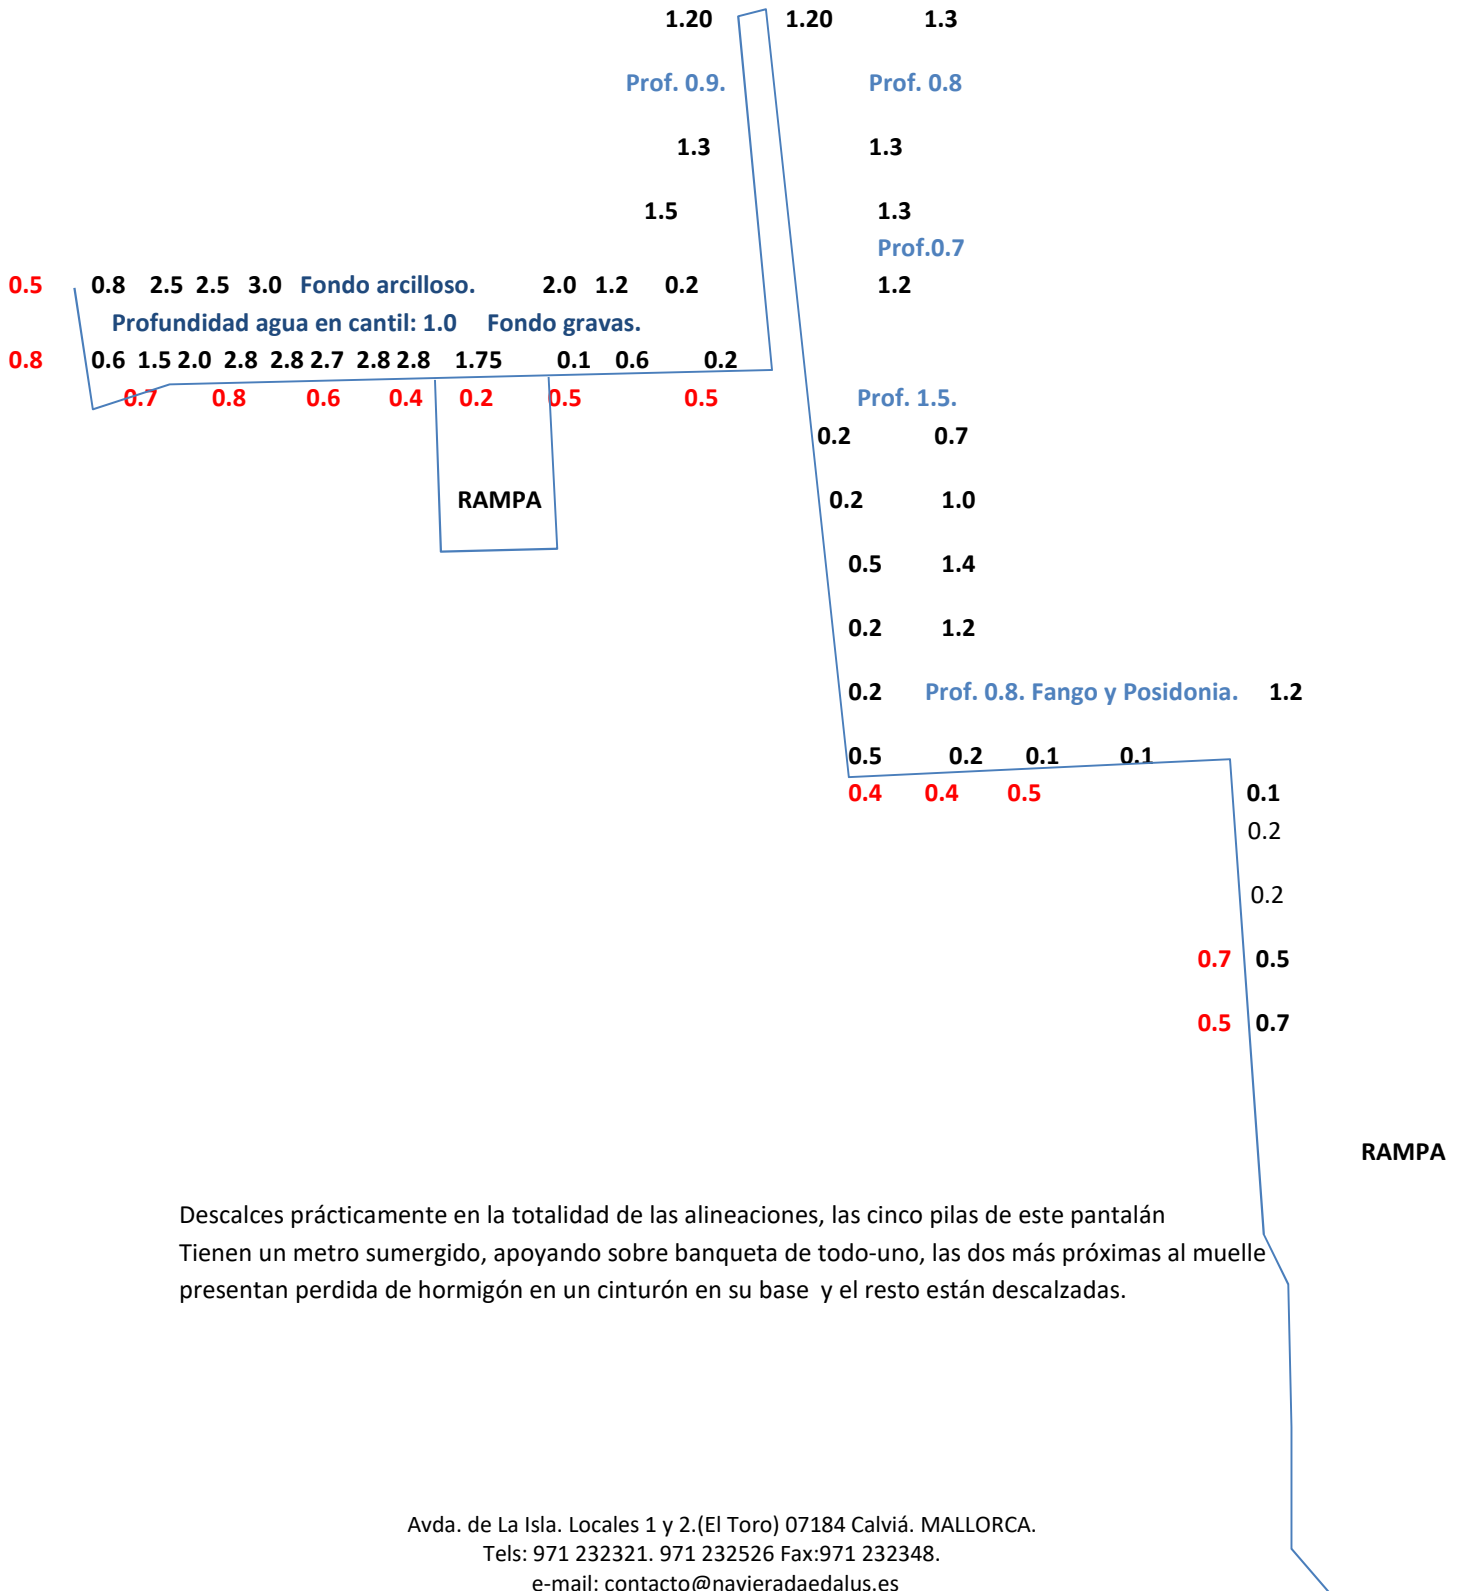 1.20 1.20 1.3
Prof. 0.9. Prof. 0.8
1.3 1.3
1.5 1.3
Prof.0.7
0.5 0.8 2.5 2.5 3.0 Fondo arcilloso. 2.0 1.2 0.2 1.2
Profundidad agua en cantil: 1.0 Fondo gravas.
0.8 0.6 1.5 2.0 2.8 2.8 2.7 2.8 2.8 1.75 0.1 0.6 0.2
0.7 0.8 0.6 0.4 0.2 0.5 0.5 Prof. 1.5.
0.2 0.7
RAMPA 0.2 1.0
0.5 1.4
0.2 1.2
0.2 Prof. 0.8. Fango y Posidonia. 1.2
0.5 0.2 0.1 0.1
0.4 0.4 0.5 0.1
0.2
0.2
0.7 0.5
0.5 0.7
RAMPA
Descalces prácticamente en la totalidad de las alineaciones, las cinco pilas de este pantalán
Tienen un metro sumergido, apoyando sobre banqueta de todo-uno, las dos más próximas al muelle
presentan perdida de hormigón en un cinturón en su base y el resto están descalzadas.
Avda. de La Isla. Locales 1 y 2.(El Toro) 07184 Calviá. MALLORCA.
Tels: 971 232321. 971 232526 Fax:971 232348.
e-mail: contacto@navieradaedalus.es